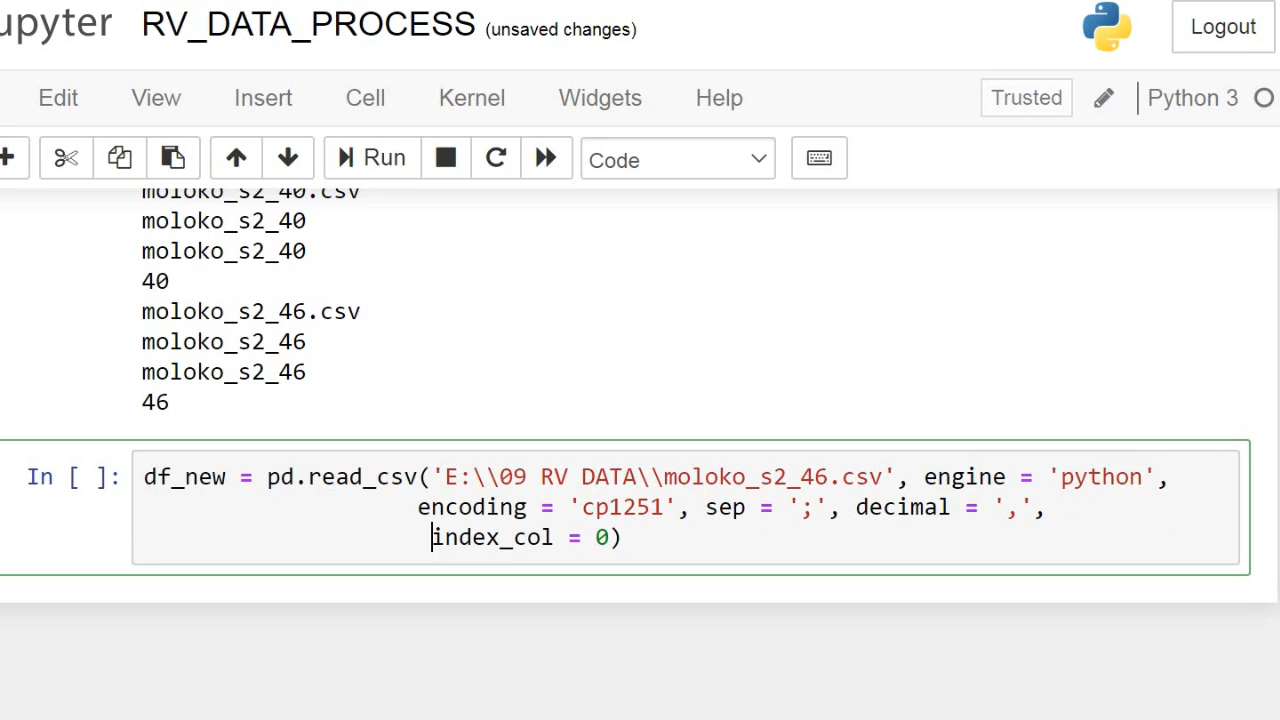 upyter RV_DATA_PROCESS (unsaved changes) Logout
Edit View Insert Cell Kernel Widgets Help Trusted Python 3
Run Code
moloko_s2_40.csv
moloko_s2_40
moloko_s2_40
40
moloko_s2_46.csv
moloko_s2_46
moloko_s2_46
46
In [ ]: df_new = pd.read_csv('E:\\09 RV DATA\\moloko_s2_46.csv', engine = 'python',
encoding = 'cp1251', sep = ';', decimal = ',',
index_col = 0)